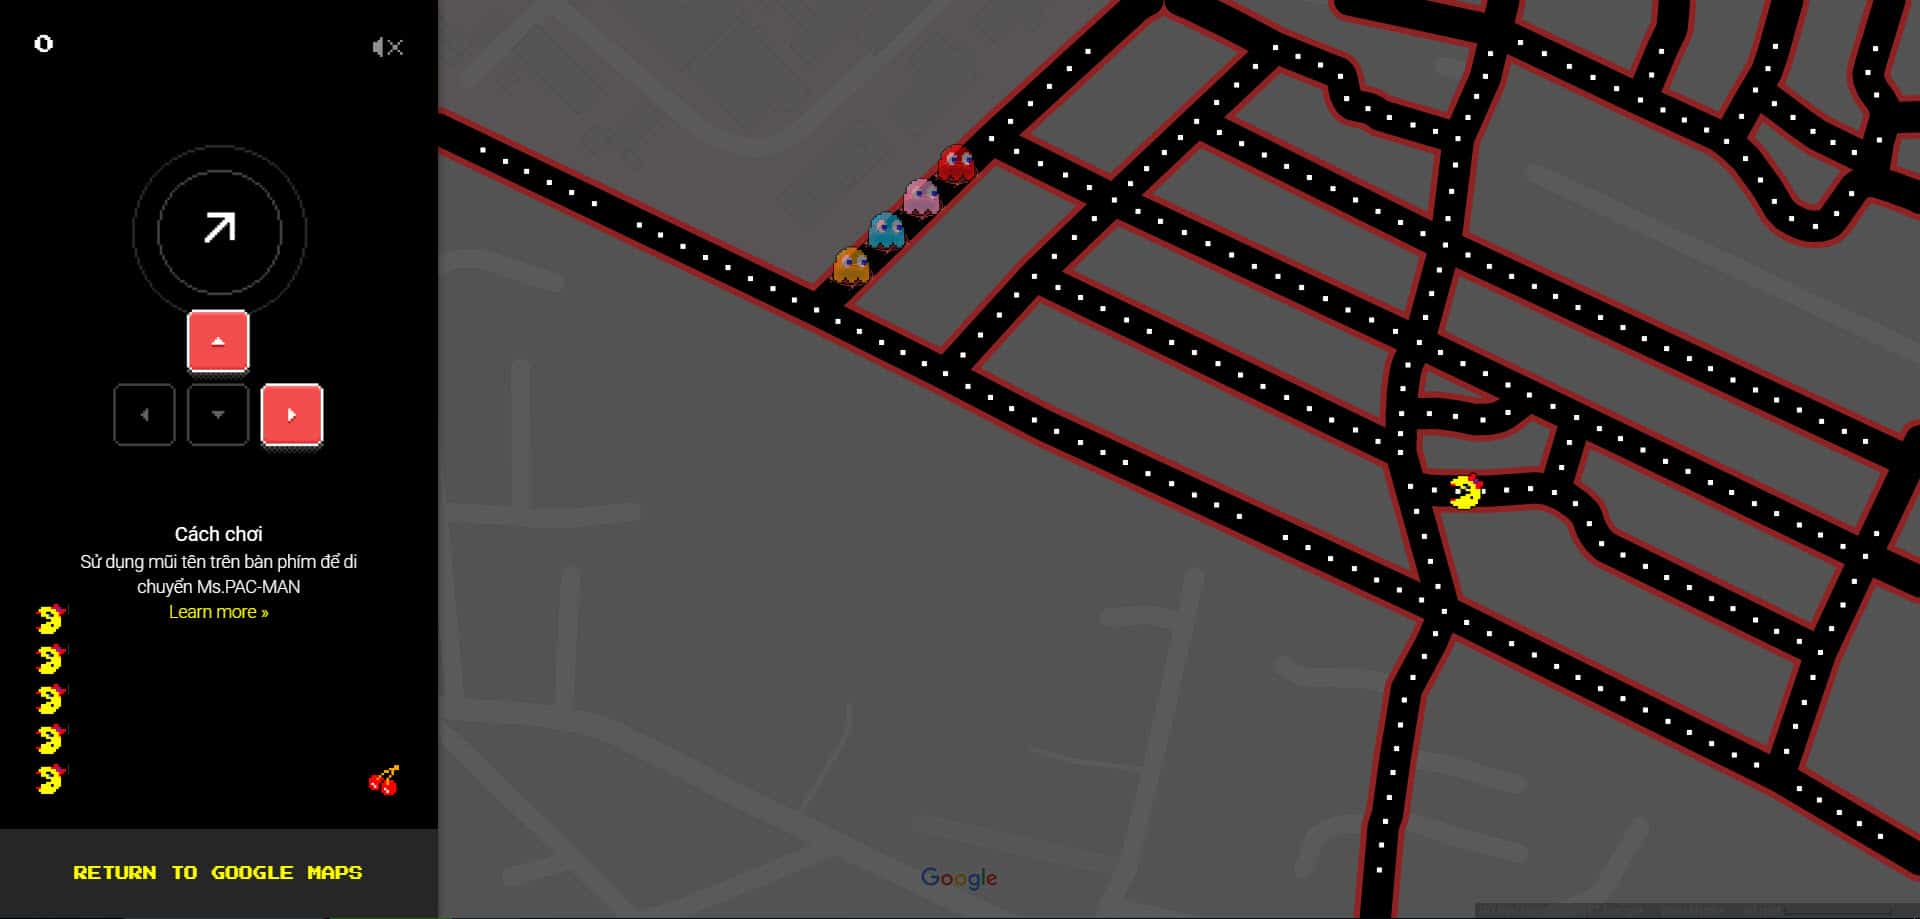 0
Cách chơi
Sử dụng mũi tên trên bàn phím để di
chuyển Ms.PAC-MAN
Learn more »
RETURN TO GOOGLE MAPS
Google